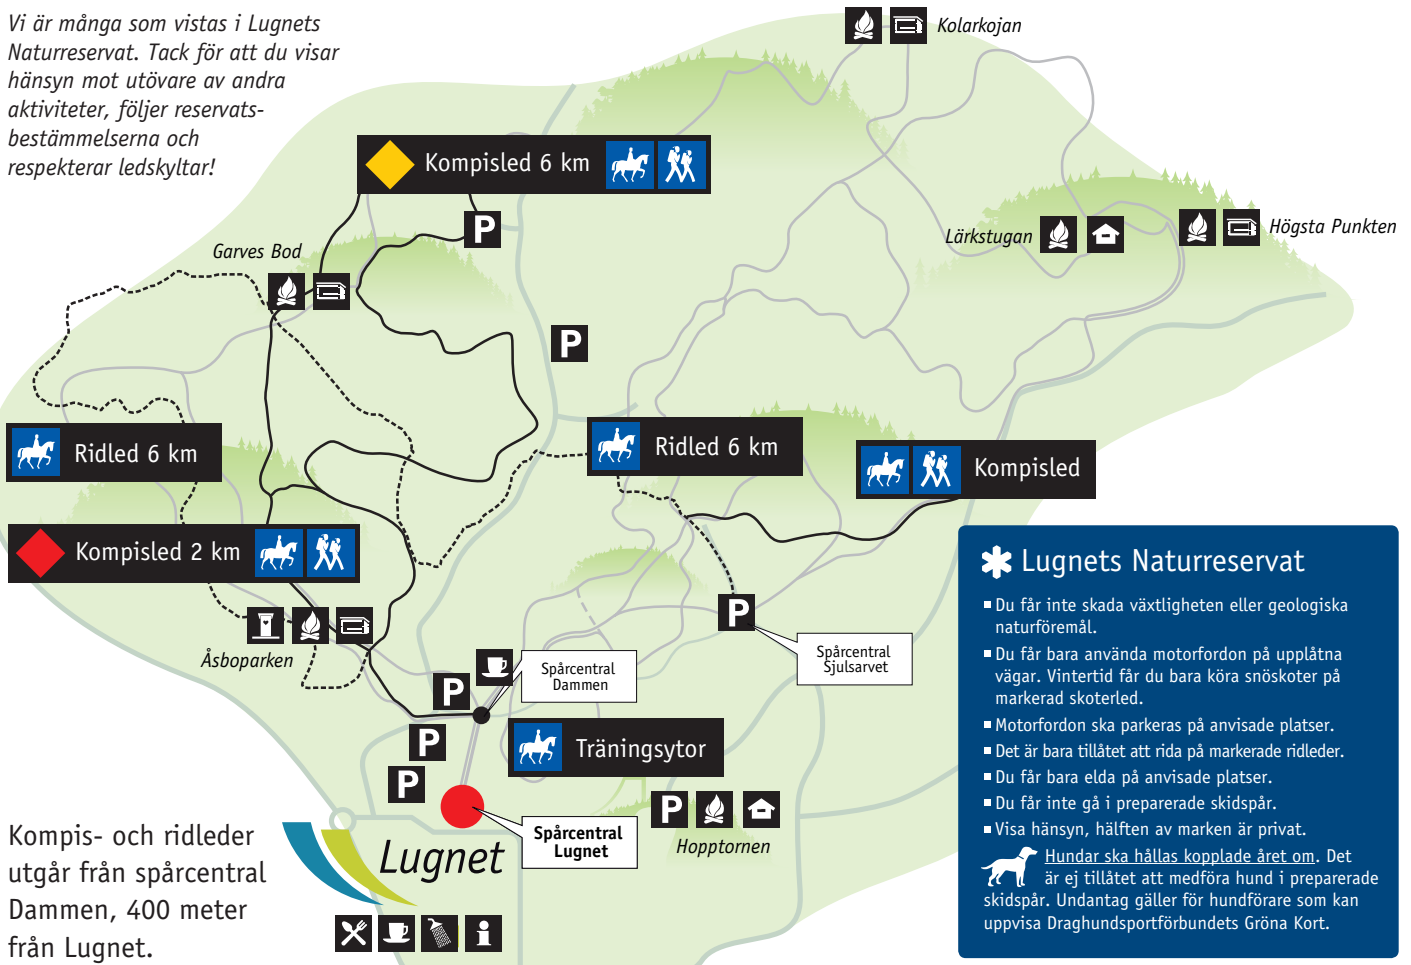 Vi är många som vistas i Lugnets
Naturreservat. Tack för att du visar
hänsyn mot utövare av andra
aktiviteter, följer reservats-
bestämmelserna och
respekterar ledskyltar!
Kolarkojan
Kompisled 6 km
P
Garves Bod
Lärkstugan
Högsta Punkten
P
Ridled 6 km
Ridled 6 km
Kompisled
Kompisled 2 km
Åsboparken
P
Spårcentral
Sjulsarvet
Spårcentral
Dammen
P
P
P
Träningsytor
P
Hopptornen
Spårcentral
Lugnet
Lugnet
i
Kompis- och ridleder
utgår från spårcentral
Dammen, 400 meter
från Lugnet.
Lugnets Naturreservat
Du får inte skada växtligheten eller geologiska
naturföremål.
Du får bara använda motorfordon på upplåtna
vägar. Vintertid får du bara köra snöskoter på
markerad skoterled.
Motorfordon ska parkeras på anvisade platser.
Det är bara tillåtet att rida på markerade ridleder.
Du får bara elda på anvisade platser.
Du får inte gå i preparerade skidspår.
Visa hänsyn, hälften av marken är privat.
Hundar ska hållas kopplade året om. Det
är ej tillåtet att medföra hund i preparerade
skidspår. Undantag gäller för hundförare som kan
uppvisa Draghundsportförbundets Gröna Kort.